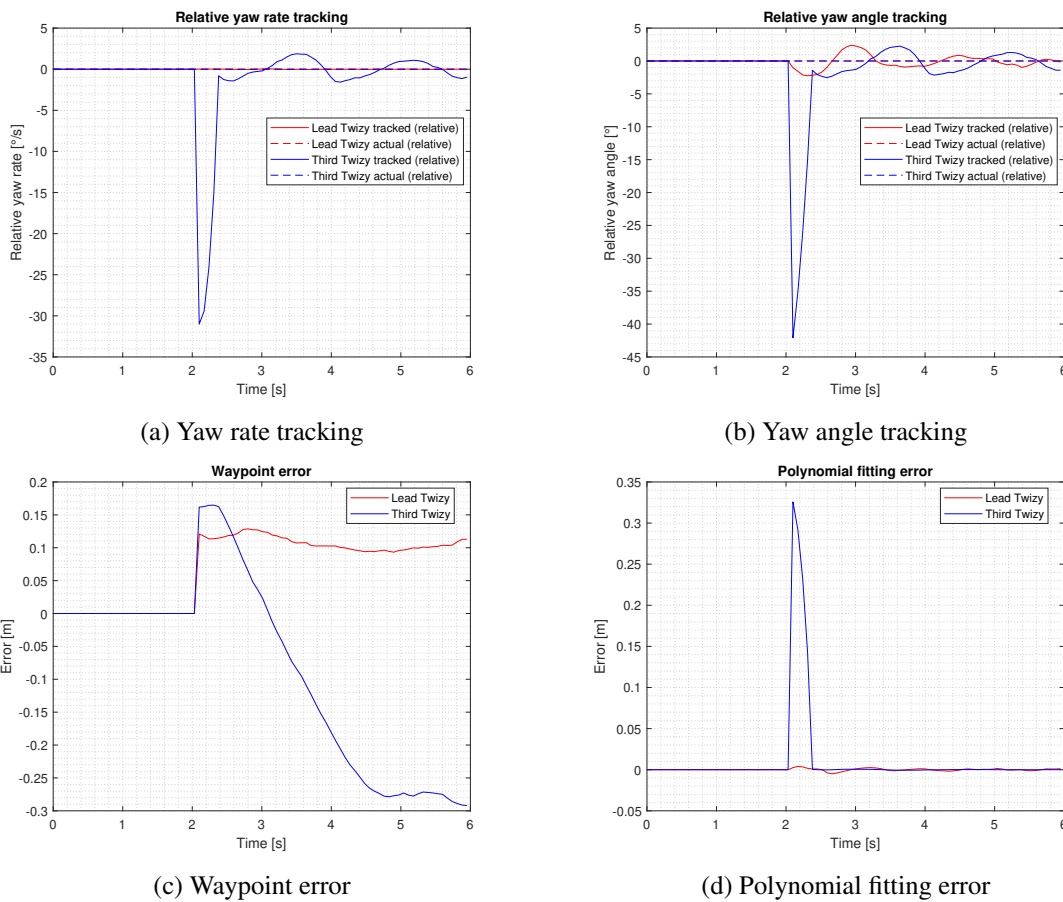 Relative yaw rate tracking
5
0
-5
-10
-15
-20
-25
-30
-35
Relative yaw rate [°/s]
Lead Twizy tracked (relative)
Lead Twizy actual (relative)
Third Twizy tracked (relative)
Third Twizy actual (relative)
0 1 2 3 4 5 6
Time [s]
(a) Yaw rate tracking
Relative yaw angle tracking
5
0
-5
-10
-15
-20
-25
-30
-35
-40
-45
Relative yaw angle [°]
Lead Twizy tracked (relative)
Lead Twizy actual (relative)
Third Twizy tracked (relative)
Third Twizy actual (relative)
0 1 2 3 4 5 6
Time [s]
(b) Yaw angle tracking
Waypoint error
0.2
0.15
0.1
0.05
0
-0.05
-0.1
-0.15
-0.2
-0.25
-0.3
Error [m]
Lead Twizy
Third Twizy
0 1 2 3 4 5 6
Time [s]
(c) Waypoint error
Polynomial fitting error
0.35
0.3
0.25
0.2
0.15
0.1
0.05
0
-0.05
Error [m]
Lead Twizy
Third Twizy
0 1 2 3 4 5 6
Time [s]
(d) Polynomial fitting error